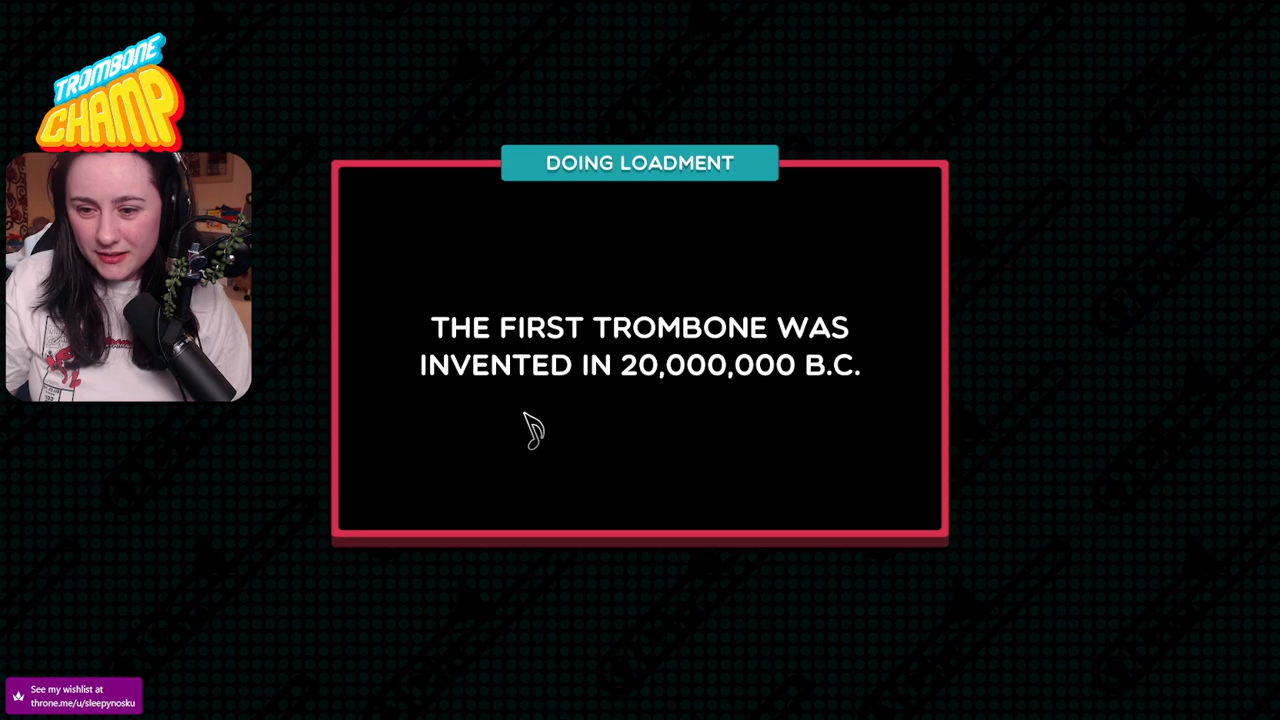 TROMBONE
CHAMP
DOING LOADMENT
THE FIRST TROMBONE WAS
INVENTED IN 20,000,000 B.C.
See my wishlist at
throne.me/u/sleepynosku